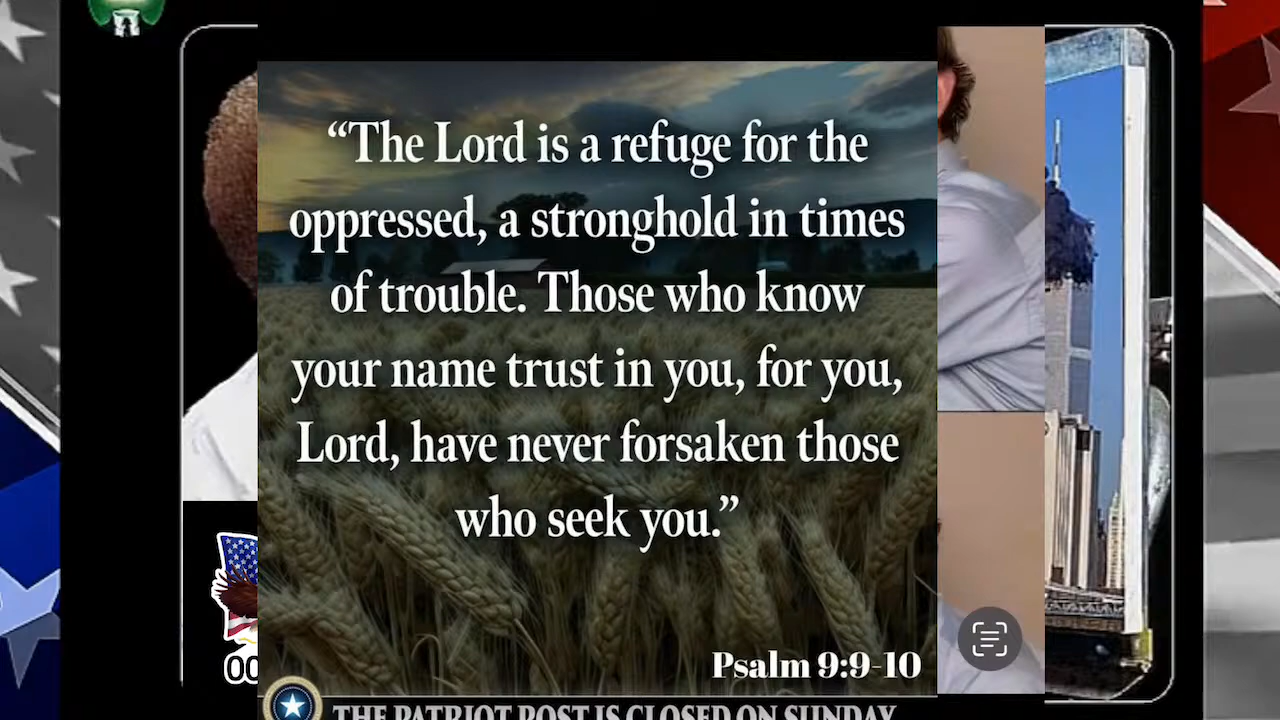 “The Lord is a refuge for the
oppressed, a stronghold in times
of trouble. Those who know
your name trust in you, for you,
Lord, have never forsaken those
who seek you.”
Psalm 9:9-10
00
THE PATRIOT POST IS CLOSED ON SUNDAY